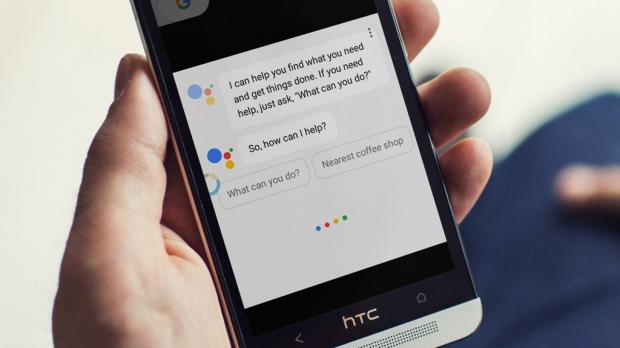 I can help you find what you need
and get things done. If you need
help, just ask, "What can you do?"
So, how can I help?
What can you do?
Nearest coffee shop
hTC